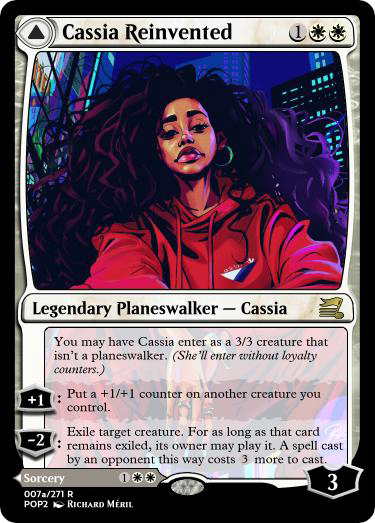 Cassia Reinvented 1
Legendary Planeswalker — Cassia
You may have Cassia enter as a 3/3 creature that
isn't a planeswalker. (She'll enter without loyalty
counters.)
+1: Put a +1/+1 counter on another creature you
control.
-2: Exile target creature. For as long as that card
remains exiled, its owner may play it. A spell cast
by an opponent this way costs 3 more to cast.
Sorcery 1
3
007a/271 R
POP2 Richard Méril